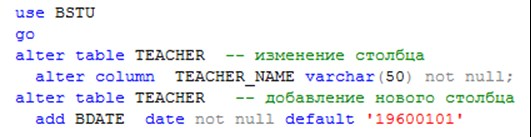 use BSTU
go
alter table TEACHER -- изменение столбца
alter column TEACHER_NAME varchar(50) not null;
alter table TEACHER -- добавление нового столбца
add BDATE date not null default '19600101'